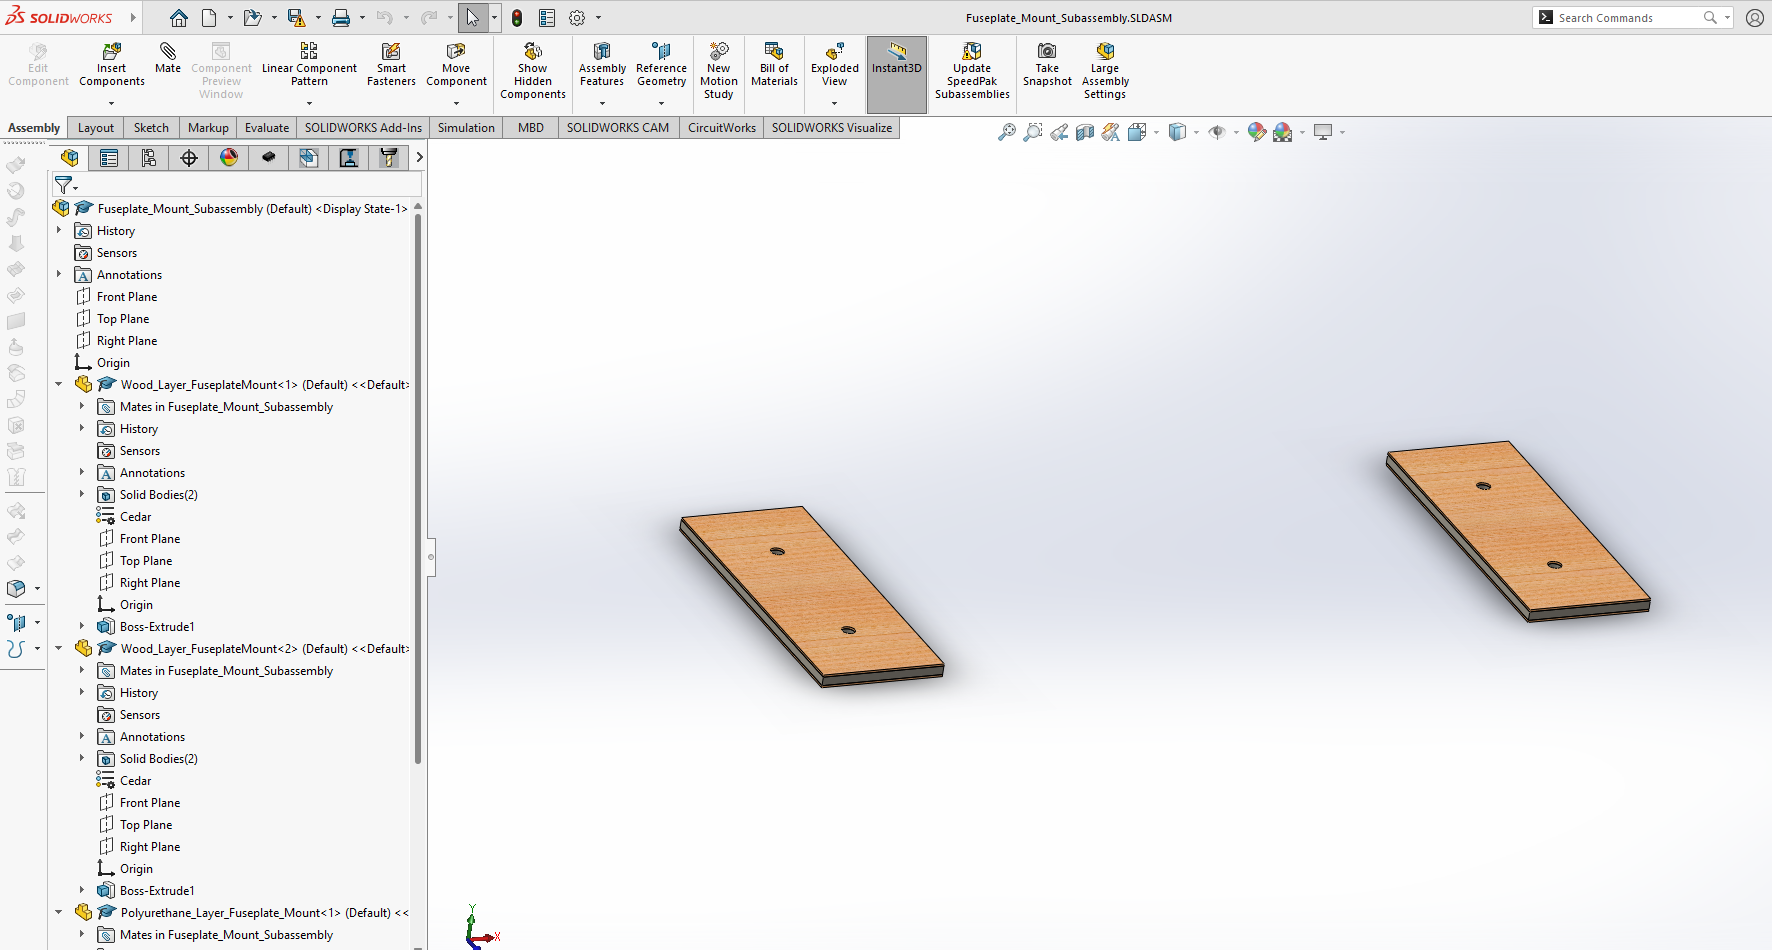 SOLIDWORKS
Fuseplate_Mount_Subassembly.SLDASM
Search Commands
Edit Component
Insert Components
Mate
Component Preview Window
Linear Component Pattern
Smart Fasteners
Move Component
Show Hidden Components
Assembly Features
Reference Geometry
New Motion Study
Bill of Materials
Exploded View
Instant3D
Update SpeedPak Subassemblies
Take Snapshot
Large Assembly Settings
Assembly
Layout
Sketch
Markup
Evaluate
SOLIDWORKS Add-Ins
Simulation
MBD
SOLIDWORKS CAM
CircuitWorks
SOLIDWORKS Visualize
Fuseplate_Mount_Subassembly (Default) <Display State-1>
History
Sensors
Annotations
Front Plane
Top Plane
Right Plane
Origin
Wood_Layer_FuseplateMount<1> (Default) <<Default>
Mates in Fuseplate_Mount_Subassembly
History
Sensors
Annotations
Solid Bodies(2)
Cedar
Front Plane
Top Plane
Right Plane
Origin
Boss-Extrude1
Wood_Layer_FuseplateMount<2> (Default) <<Default>
Mates in Fuseplate_Mount_Subassembly
History
Sensors
Annotations
Solid Bodies(2)
Cedar
Front Plane
Top Plane
Right Plane
Origin
Boss-Extrude1
Polyurethane_Layer_Fuseplate_Mount<1> (Default) <<
Mates in Fuseplate_Mount_Subassembly
Y
X